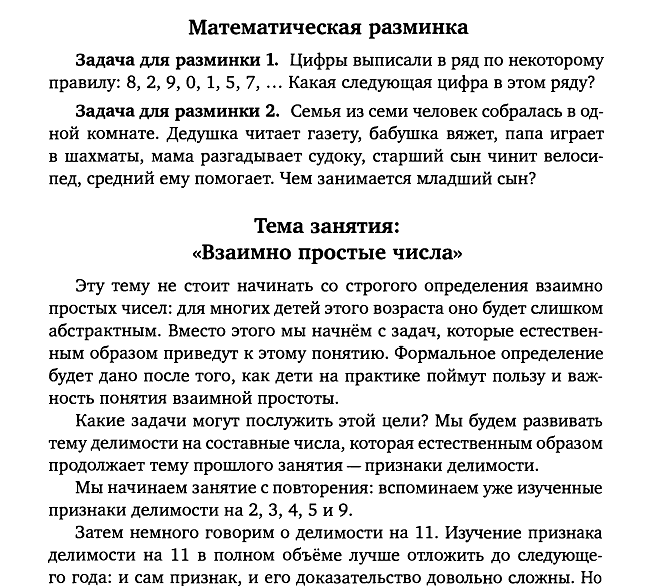 Математическая разминка
Задача для разминки 1. Цифры выписали в ряд по некоторому
правилу: 8, 2, 9, 0, 1, 5, 7, … Какая следующая цифра в этом ряду?
Задача для разминки 2. Семья из семи человек собралась в од-
ной комнате. Дедушка читает газету, бабушка вяжет, папа играет
в шахматы, мама разгадывает судоку, старший сын чинит велоси-
пед, средний ему помогает. Чем занимается младший сын?
Тема занятия:
«Взаимно простые числа»
Эту тему не стоит начинать со строгого определения взаимно
простых чисел: для многих детей этого возраста оно будет слишком
абстрактным. Вместо этого мы начнём с задач, которые естествен-
ным образом приведут к этому понятию. Формальное определение
будет дано после того, как дети на практике поймут пользу и важ-
ность понятия взаимной простоты.
Какие задачи могут послужить этой цели? Мы будем развивать
тему делимости на составные числа, которая естественным образом
продолжает тему прошлого занятия — признаки делимости.
Мы начинаем занятие с повторения: вспоминаем уже изученные
признаки делимости на 2, 3, 4, 5 и 9.
Затем немного говорим о делимости на 11. Изучение признака
делимости на 11 в полном объёме лучше отложить до следующе-
го года: и сам признак, и его доказательство довольно сложны. Но